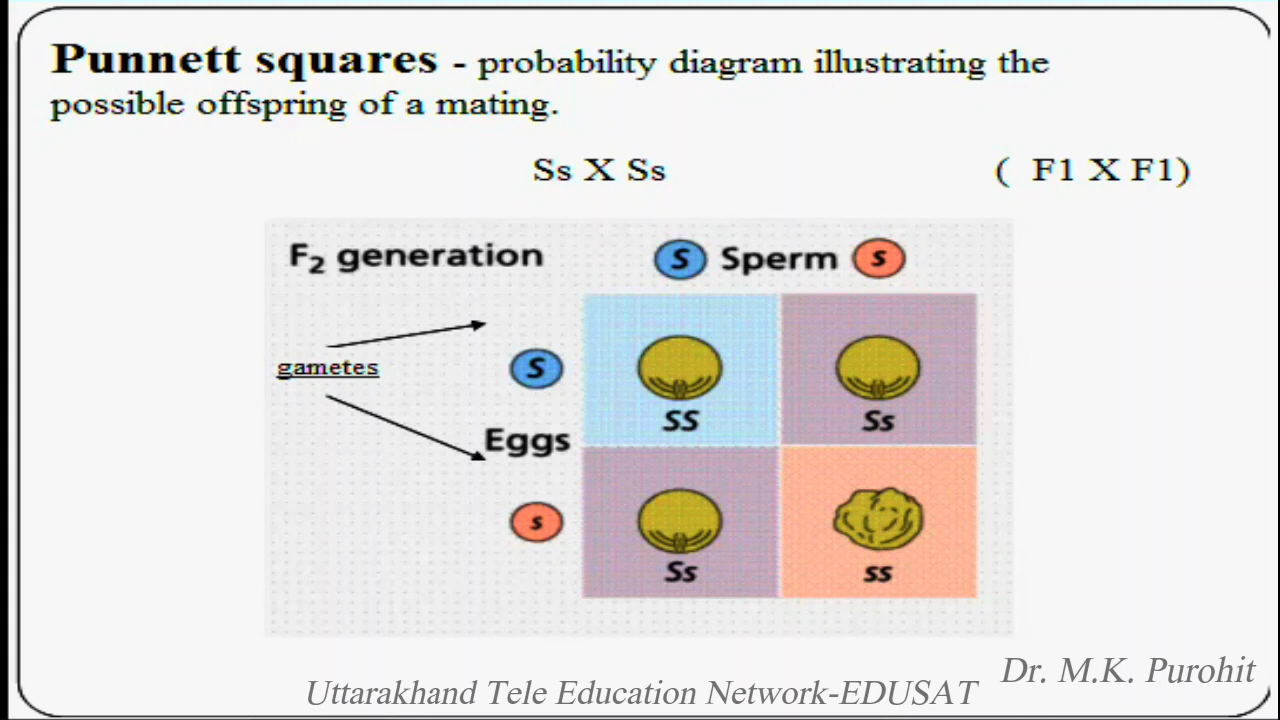 Punnett squares - probability diagram illustrating the
possible offspring of a mating.
Ss X Ss ( F1 X F1)
F2 generation S Sperm s
gametes
S
SS Ss
Eggs
s
Ss ss
Dr. M.K. Purohit
Uttarakhand Tele Education Network-EDUSAT